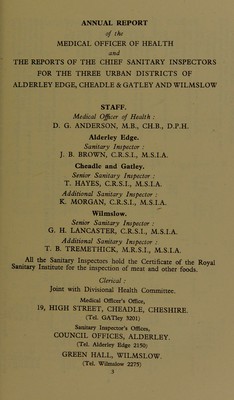 ANNUAL REPORT
of the
MEDICAL OFFICER OF HEALTH
and
THE REPORTS OF THE CHIEF SANITARY INSPECTORS
FOR THE THREE URBAN DISTRICTS OF
ALDERLEY EDGE, CHEADLE & GATLEY AND WILMSLOW
STAFF.
Medical Officer of Health :
D. G. ANDERSON, M.B., CH.B., D.P.H.
Alderley Edge.
Sanitary Inspector :
J. B. BROWN, C.R.S.I., M.S.I.A.
Cheadle and Gatley.
Senior Sanitary Inspector :
T. HAYES, C.R.S.I., M.S.I.A.
Additional Sanitary Inspector :
K. MORGAN, C.R.S.I., M.S.I.A.
Wilmslow.
Senior Sanitary Inspector :
G. H. LANCASTER, C.R.S.I., M.S.I.A.
Additional Sanitary Inspector :
T. B. TREMETHICK, M.R.S.I., M.S.I.A.
All the Sanitary Inspectors hold the Certificate of the Royal
Sanitary Institute for the inspection of meat and other foods.
Clerical :
Joint with Divisional Health Committee.
Medical Officer's Office,
19, HIGH STREET, CHEADLE, CHESHIRE.
(Tel. GATley 3201)
Sanitary Inspector's Offices,
COUNCIL OFFICES, ALDERLEY.
(Tel. Alderley Edge 2150)
GREEN HALL, WILMSLOW.
(Tel. Wilmslow 2275)
3